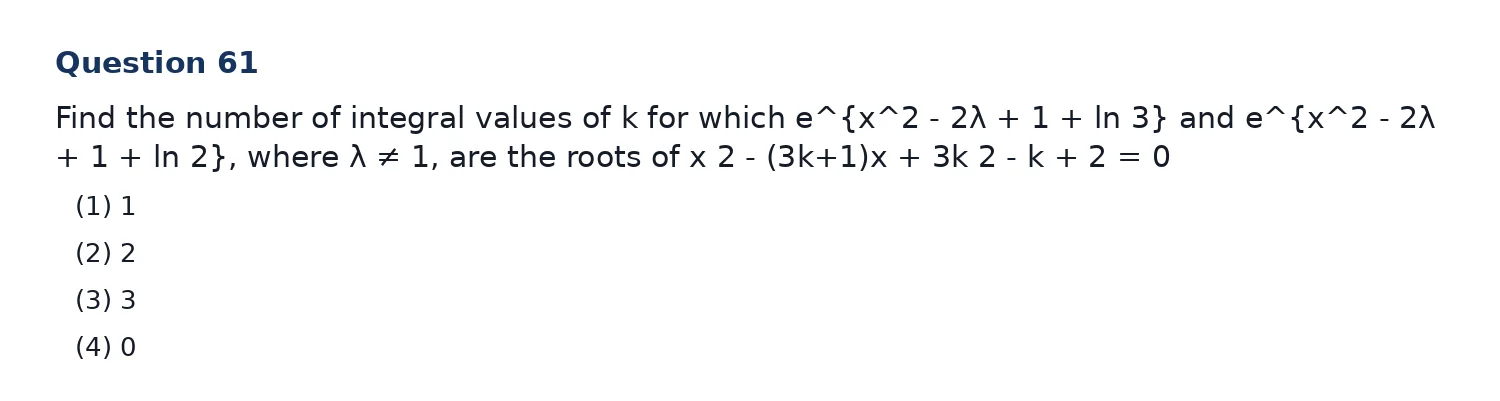 Question 61
Find the number of integral values of k for which e^{x^2 - 2λ + 1 + ln 3} and e^{x^2 - 2λ
+ 1 + ln 2}, where λ ≠ 1, are the roots of x 2 - (3k+1)x + 3k 2 - k + 2 = 0
(1) 1
(2) 2
(3) 3
(4) 0